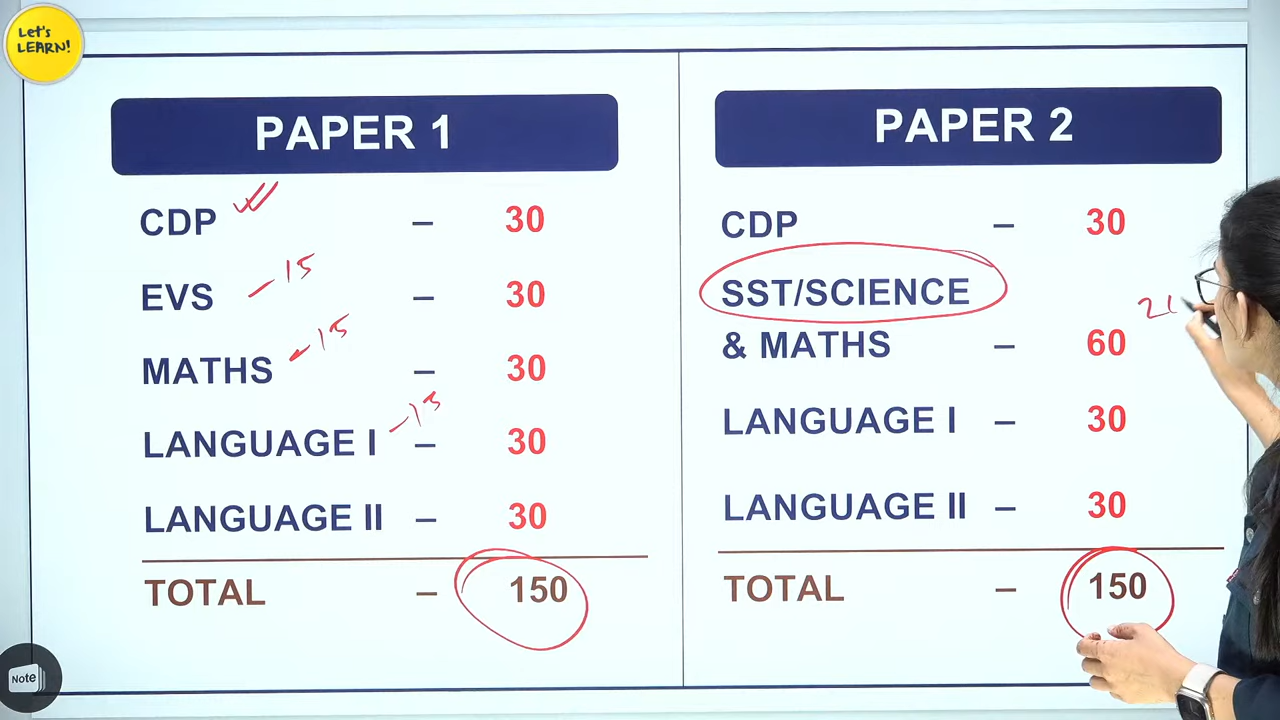 Let's
LEARN!
PAPER 1
CDP – 30
EVS – 15 – 30
MATHS – 15 – 30
LANGUAGE I – 15 – 30
LANGUAGE II – 30
TOTAL – 150
PAPER 2
CDP – 30
SST/SCIENCE
& MATHS – 60
LANGUAGE I – 30
LANGUAGE II – 30
TOTAL – 150
Note